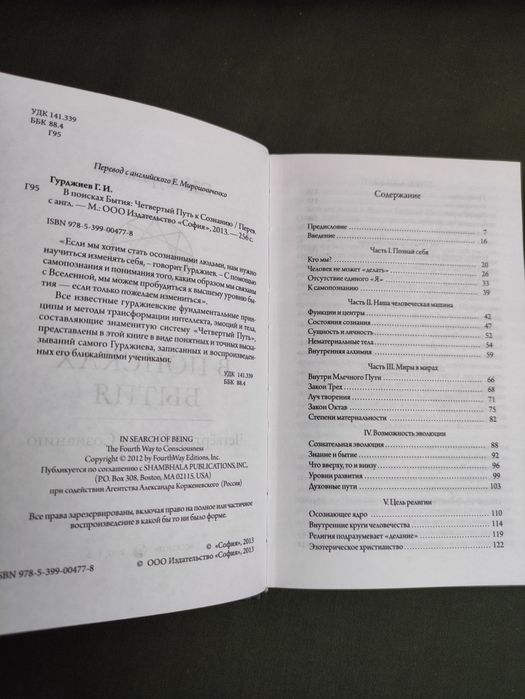 УДК 141.339
ББК 88.4
Г95
Перевод с английского Е. Мирошниченко
Гурджиев Г. И.
Г95
В поисках Бытия: Четвертый Путь к Сознанию / Перев.
с англ. — М.: ООО Издательство «София», 2013. — 256 с.
ISBN 978-5-399-00477-8
«Если мы хотим стать осознанными людьми, нам нужно
научиться изменять себя, – говорит Гурджиев. – С помощью
самопознания и понимания того, каким образом мы связаны
с Вселенной, мы можем пробудиться к высшему уровню бы-
тия — если только пожелаем измениться».
Все известные гурджиевские фундаментальные прин-
ципы и методы трансформации интеллекта, эмоций и тела,
составляющие знаменитую систему «Четвертый Путь»,
представлены в этой книге в виде понятных и точных выска-
зываний самого Гурджиева, записанных и воспроизведен-
ных его ближайшими учениками.
УДК 141.339
ББК 88.4
IN SEARCH OF BEING
The Fourth Way to Consciousness
Copyright © 2012 by FourthWay Editions, Inc.
Публикуется по соглашению с SHAMBHALA PUBLICATIONS, INC.
(P.O. Box 308, Boston, MA 02115, USA)
при содействии Агентства Александра Корженевского (Россия)
Все права зарезервированы, включая право на полное или частичное
воспроизведение в какой бы то ни было форме.
© «София», 2013
© ООО Издательство «София», 2013
ISBN 978-5-399-00477-8
Содержание
Предисловие 7
Введение 16
Часть I. Познай себя
Кто мы? 20
Человек не может «делать» 26
Отсутствие единого «Я» 33
К самопознанию 39
Часть II. Наша человеческая машина
Функции и центры 42
Состояния сознания 47
Сущность и личность 52
Нематериальные тела 54
Внутренняя алхимия 59
Часть III. Миры в мирах
Внутри Млечного Пути 66
Закон Трех 68
Луч творения 71
Закон Октав 75
Степени материальности 82
IV. Возможность эволюции
Сознательная эволюция 88
Знание и бытие 92
Что вверху, то и внизу 96
Уровни развития 99
Духовные пути 103
V. Цель религии
Осознающее ядро 110
Внутренние круги человечества 114
Религия подразумевает «делание» 119
Эзотерическое христианство 122